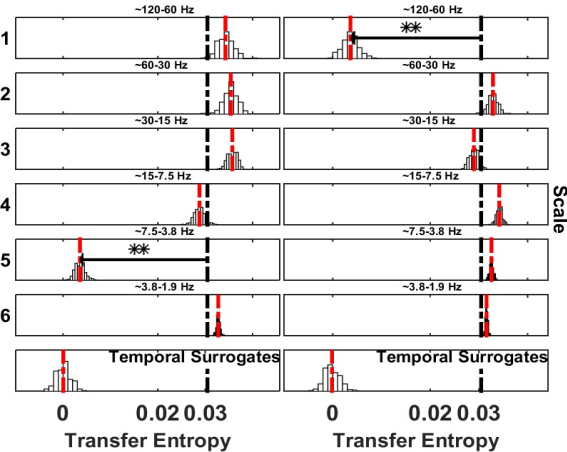 ~120-60 Hz ~120-60 Hz
1 **
~60-30 Hz ~60-30 Hz
2
~30-15 Hz ~30-15 Hz
3
~15-7.5 Hz ~15-7.5 Hz
4
Scale
~7.5-3.8 Hz ~7.5-3.8 Hz
5 **
~3.8-1.9 Hz ~3.8-1.9 Hz
6
Temporal Surrogates Temporal Surrogates
0 0.02 0.03 0 0.02 0.03
Transfer Entropy Transfer Entropy